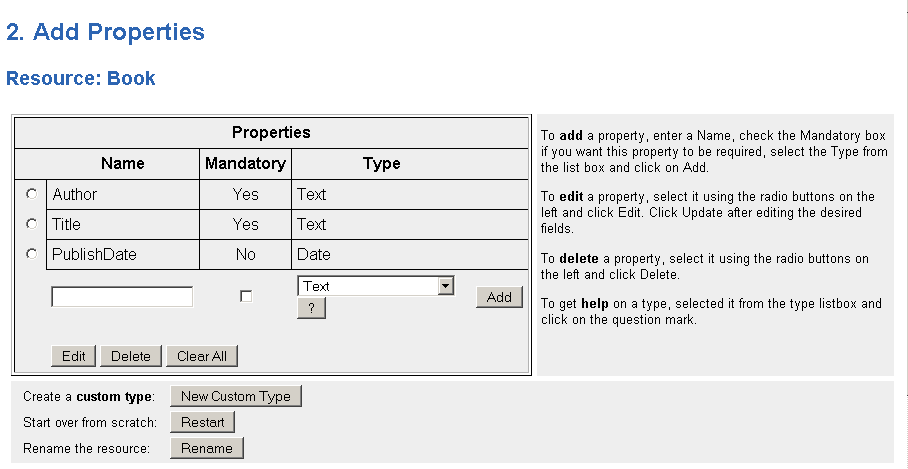 2. Add Properties
Resource: Book
Properties
Name Mandatory Type
Author Yes Text
Title Yes Text
PublishDate No Date
Text
?
Add
Edit Delete Clear All
To add a property, enter a Name, check the Mandatory box
if you want this property to be required, select the Type from
the list box and click on Add.
To edit a property, select it using the radio buttons on the
left and click Edit. Click Update after editing the desired
fields.
To delete a property, select it using the radio buttons on
the left and click Delete.
To get help on a type, selected it from the type listbox and
click on the question mark.
Create a custom type: New Custom Type
Start over from scratch: Restart
Rename the resource: Rename